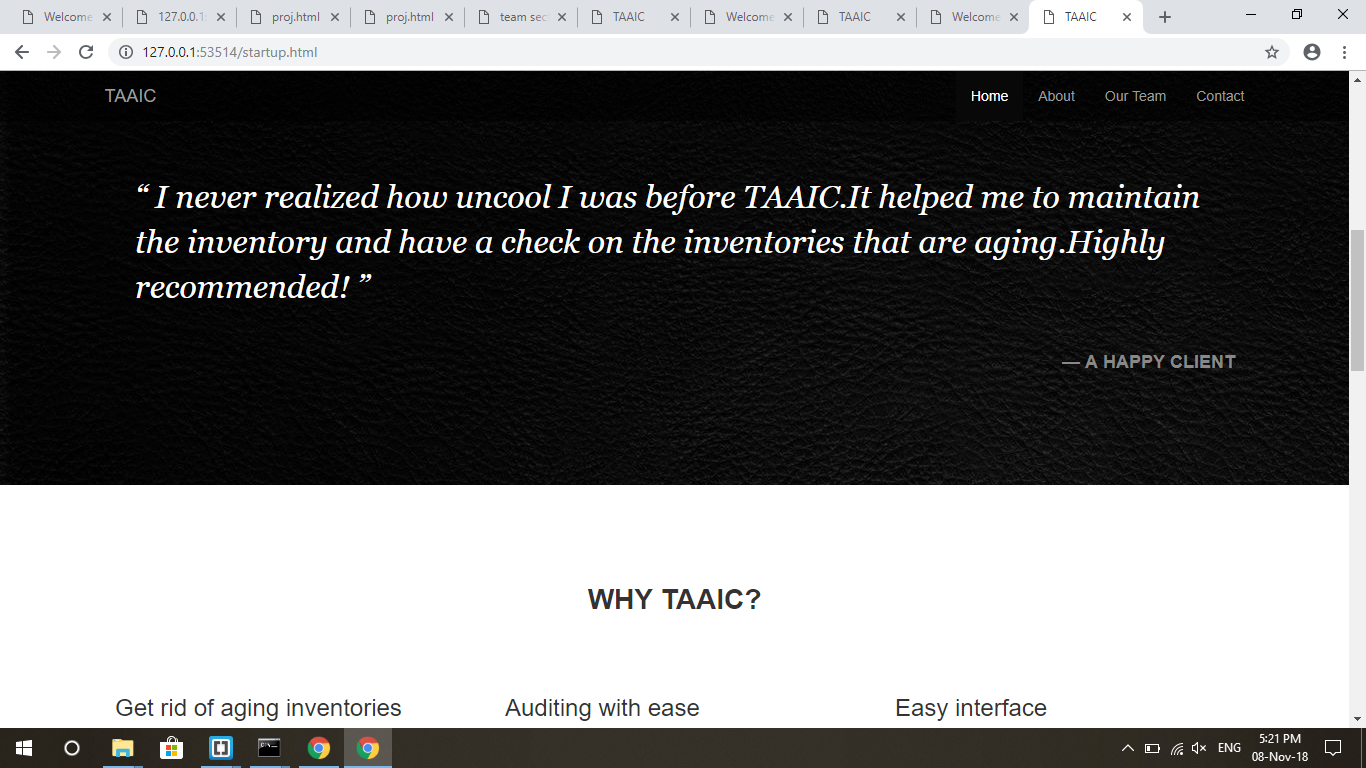 Welcome
127.0.0.1:
proj.html
proj.html
team sec
TAAIC
Welcome
TAAIC
Welcome
TAAIC
127.0.0.1:53514/startup.html
TAAIC Home About Our Team Contact
“ I never realized how uncool I was before TAAIC.It helped me to maintain
the inventory and have a check on the inventories that are aging.Highly
recommended! ”
— A HAPPY CLIENT
WHY TAAIC?
Get rid of aging inventories Auditing with ease Easy interface
ENG
5:21 PM
08-Nov-18